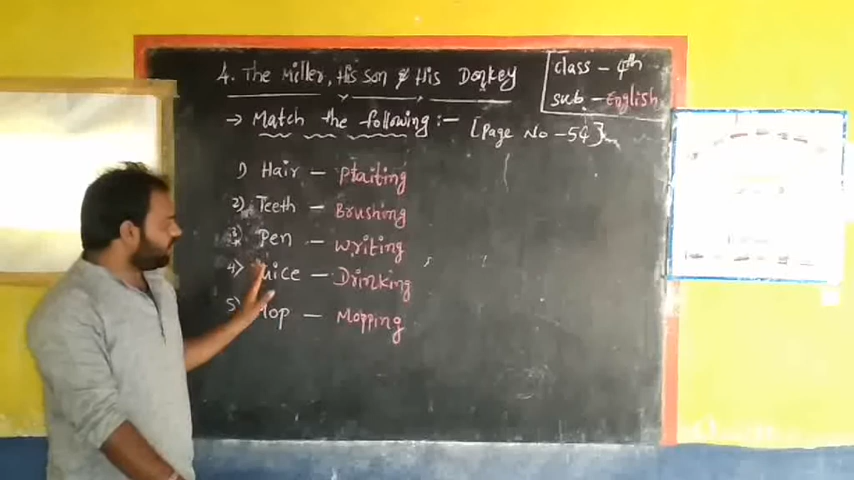 4. The Miller, His Son & His Donkey
class - 4th
sub - English
→ Match the following :-
[Page No - 54]
1) Hair - Plaiting
2) Teeth - Brushing
3) Pen - writing
4) Juice - Drinking
5) Mop - Mopping